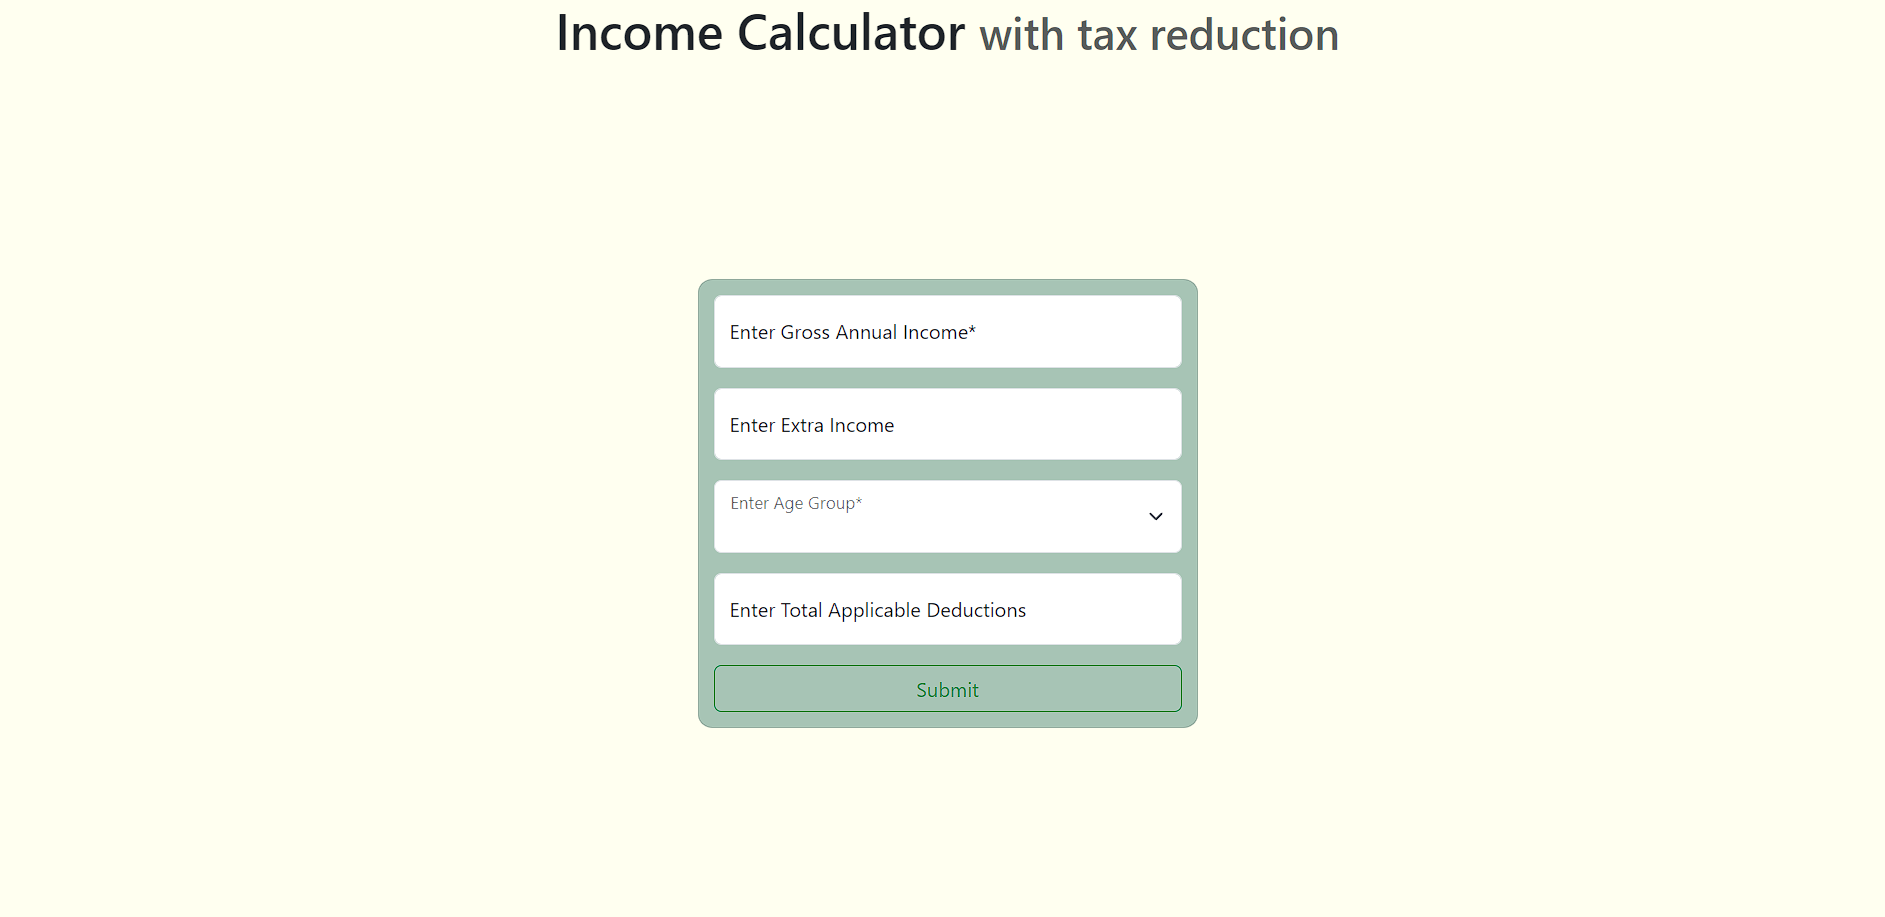 Income Calculator with tax reduction
Enter Gross Annual Income*
Enter Extra Income
Enter Age Group*
Enter Total Applicable Deductions
Submit